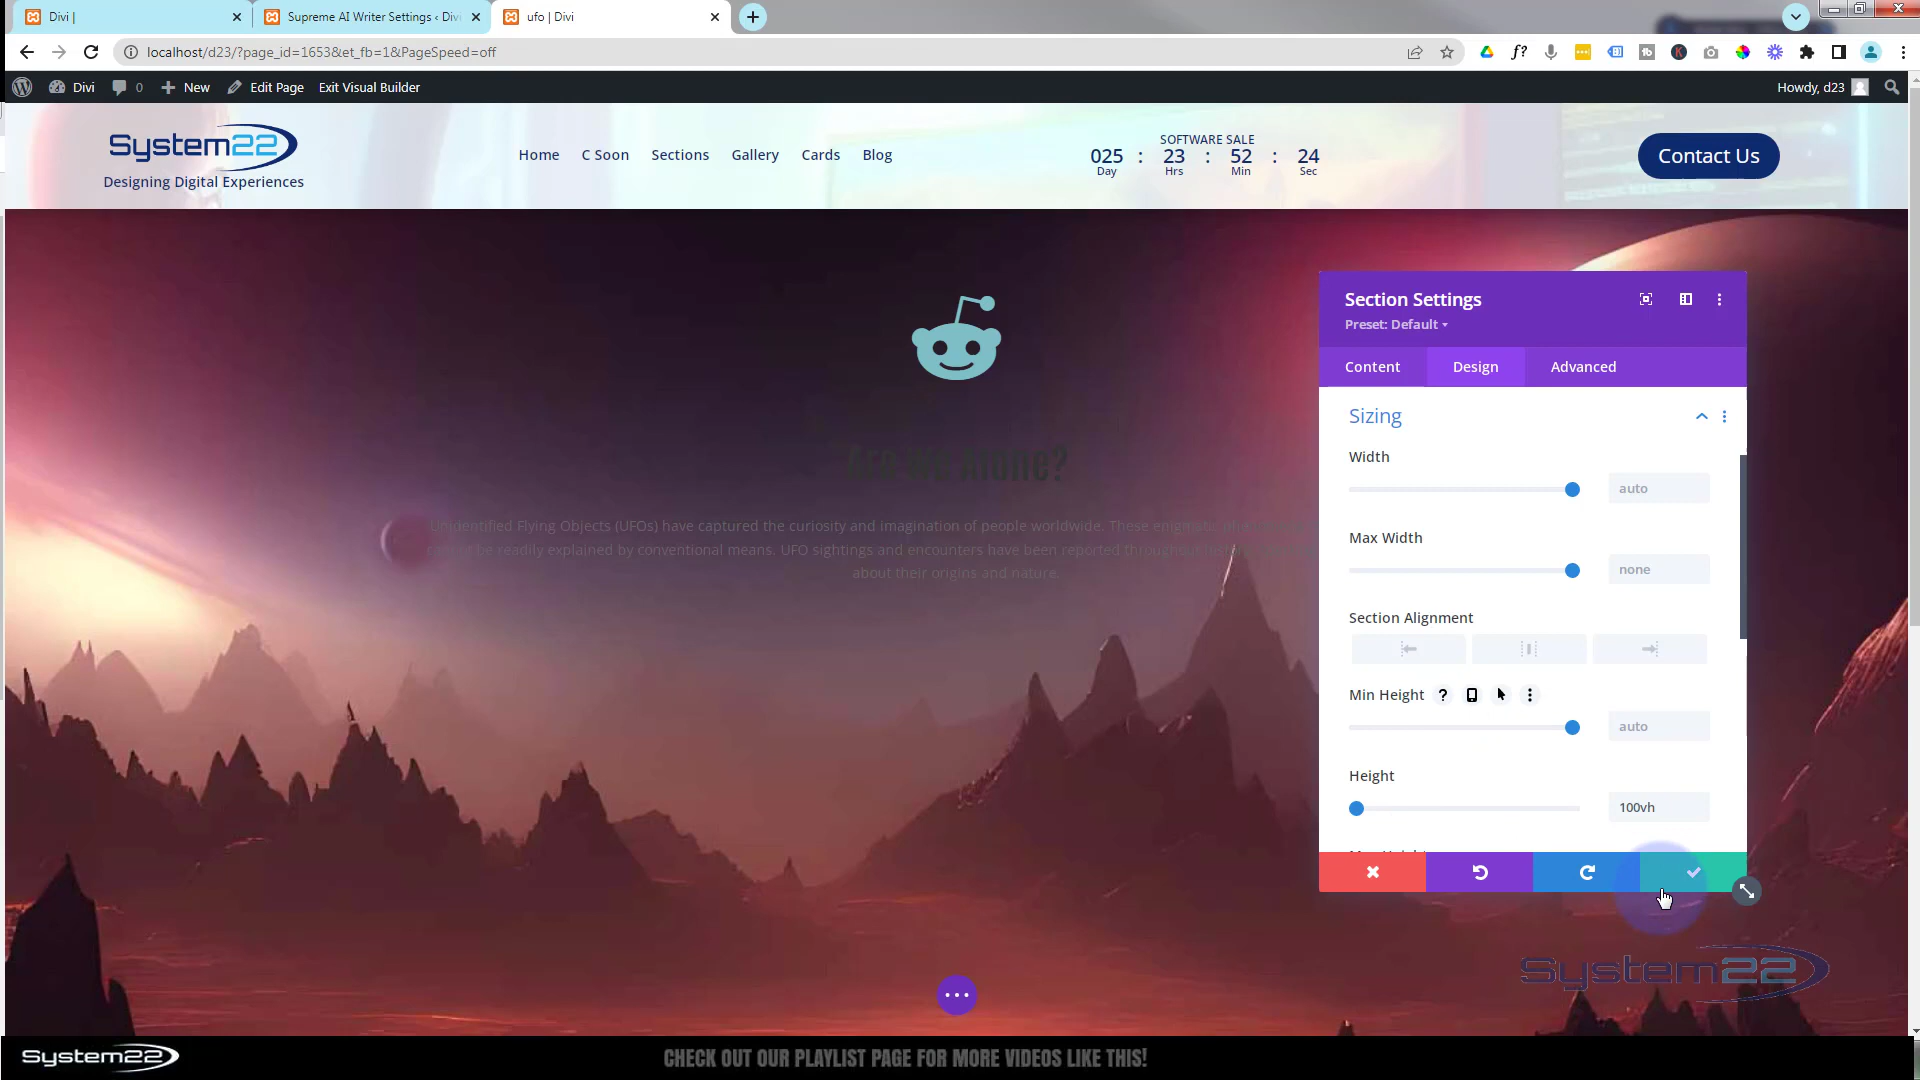 Divi |
Supreme AI Writer Settings ‹ Divi
ufo | Divi
localhost/d23/?page_id=1653&et_fb=1&PageSpeed=off
Divi 0 New Edit Page Exit Visual Builder Howdy, d23
System22
Designing Digital Experiences
Home C Soon Sections Gallery Cards Blog
SOFTWARE SALE
025 : 23 : 52 : 24
Day Hrs Min Sec
Contact Us
Are We Alone?
Unidentified Flying Objects (UFOs) have captured the curiosity and imagination of people worldwide. These
be readily explained by conventional means. UFO sightings and encounters have been reported throughout
about their origins and nature.
Section Settings
Preset: Default
Content Design Advanced
Sizing
Width
auto
Max Width
none
Section Alignment
Min Height ?
auto
Height
100vh
System22
System22
CHECK OUT OUR PLAYLIST PAGE FOR MORE VIDEOS LIKE THIS!